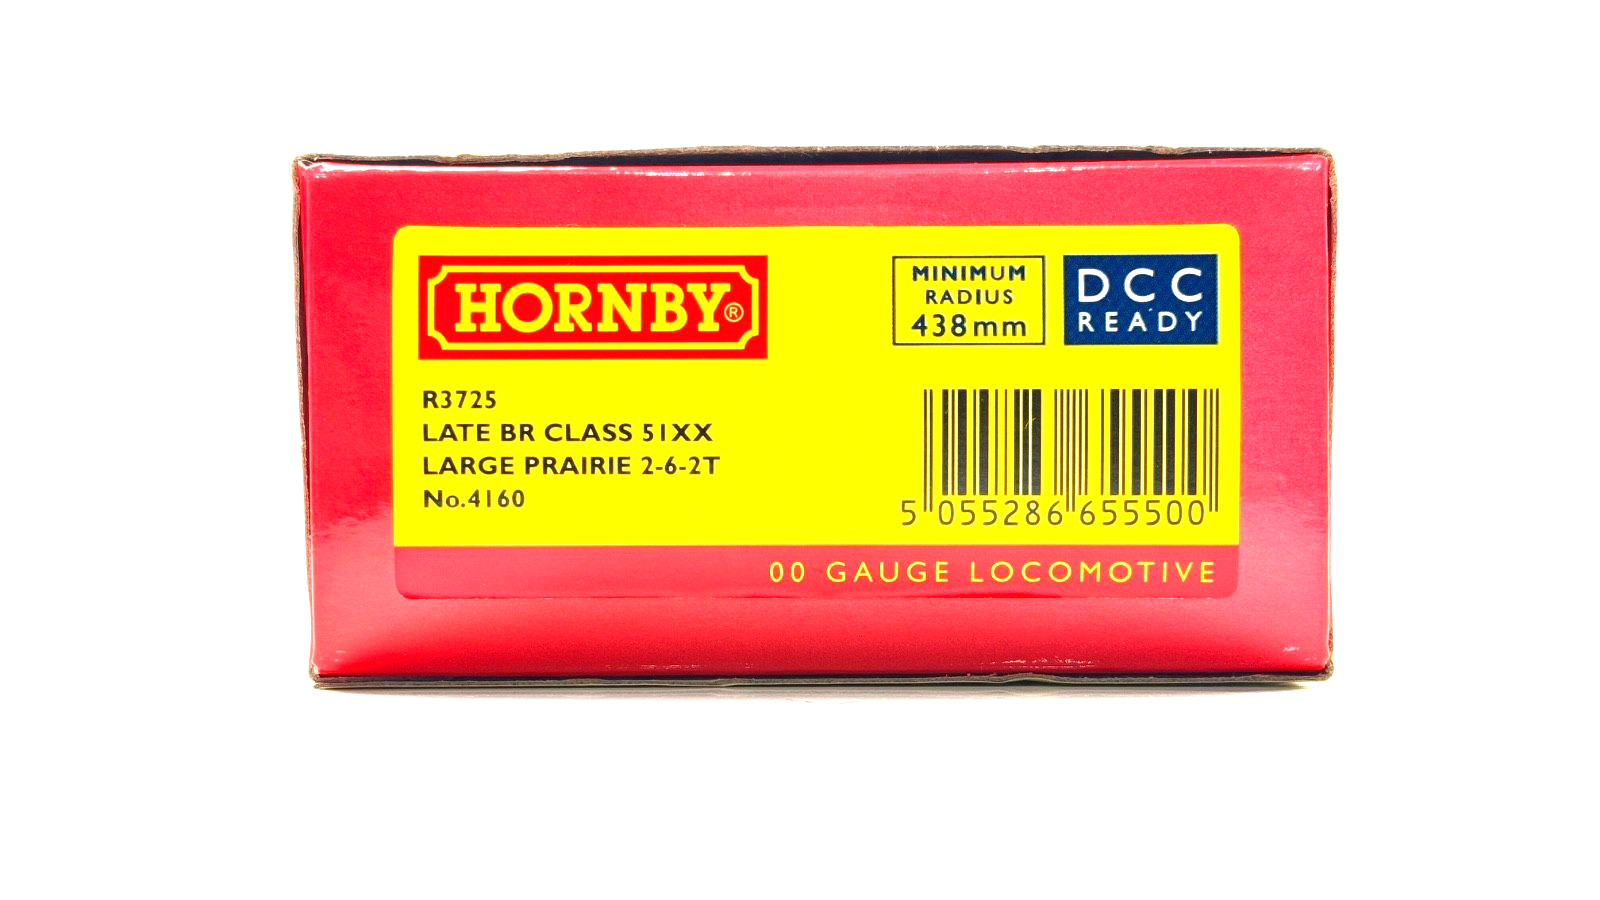 HORNBY®
MINIMUM
RADIUS
438mm
DCC
READY
R3725
LATE BR CLASS 51XX
LARGE PRAIRIE 2-6-2T
No.4160
5 055286 655500
00 GAUGE LOCOMOTIVE